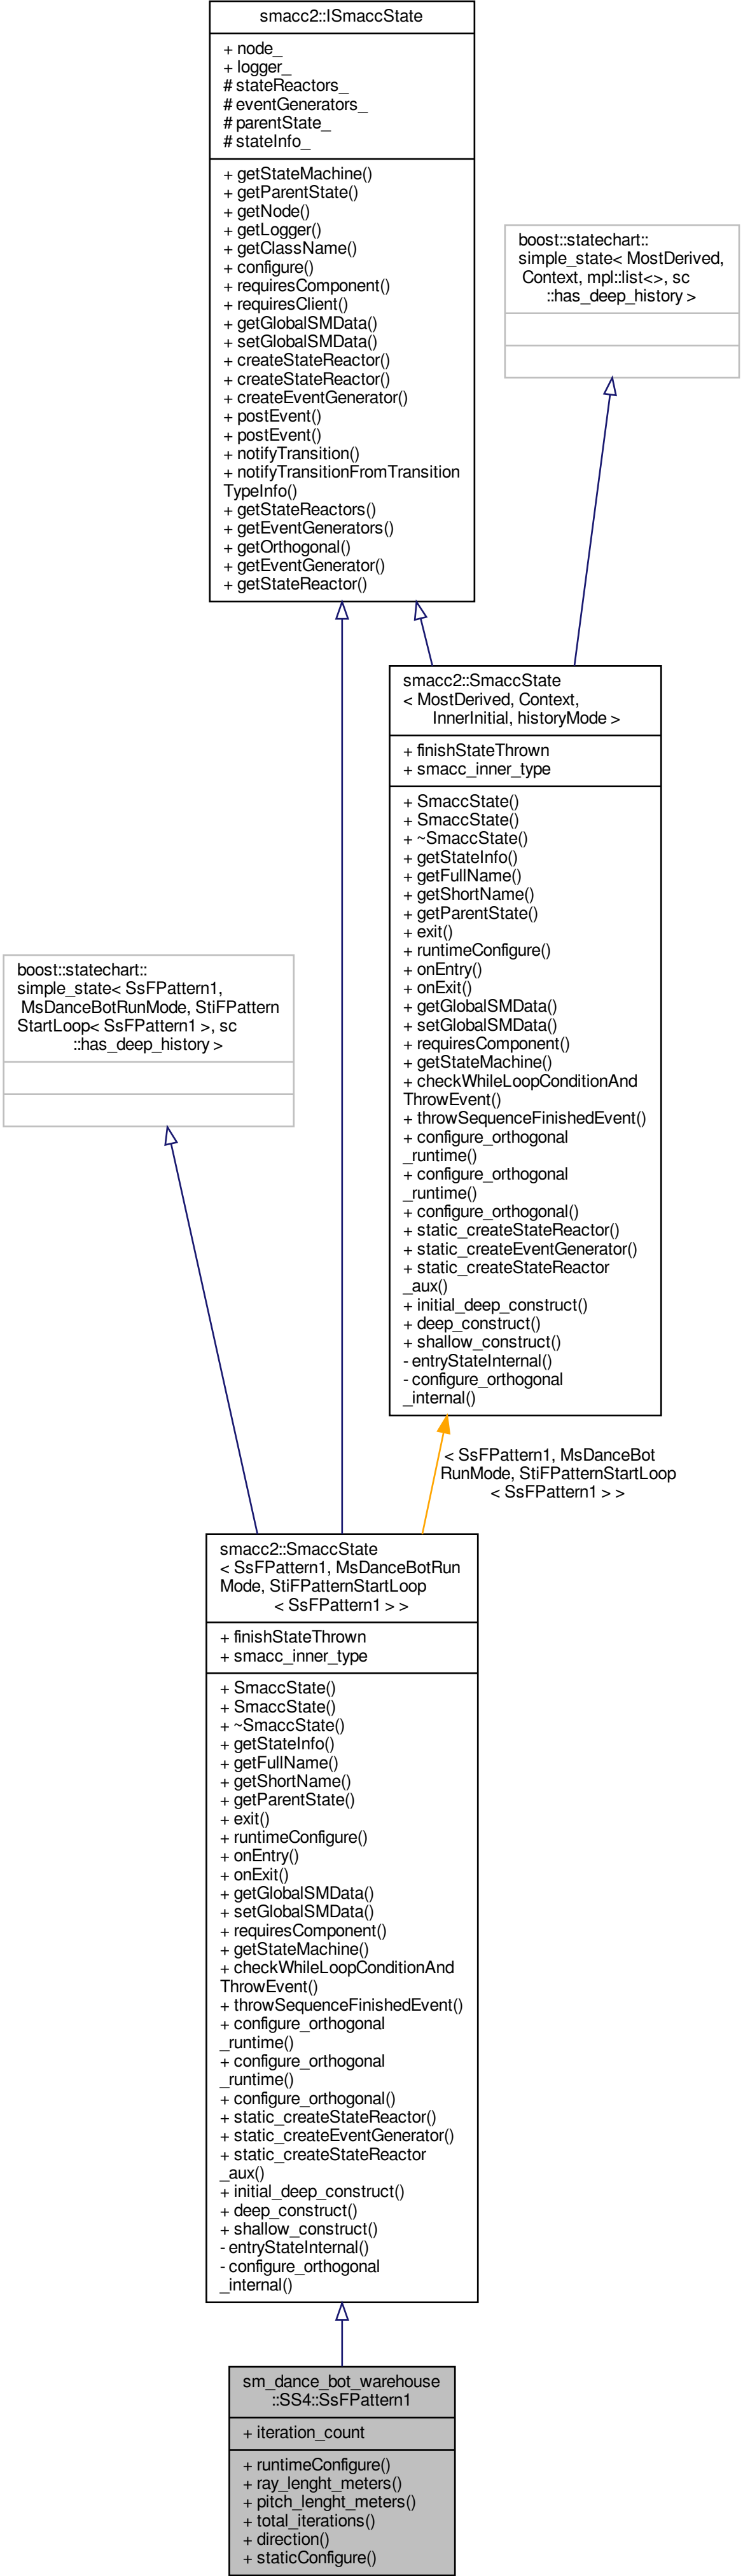 smacc2::ISmaccState
+ node_
+ logger_
# stateReactors_
# eventGenerators_
# parentState_
# stateInfo_
+ getStateMachine()
+ getParentState()
+ getNode()
+ getLogger()
+ getClassName()
+ configure()
+ requiresComponent()
+ requiresClient()
+ getGlobalSMData()
+ setGlobalSMData()
+ createStateReactor()
+ createStateReactor()
+ createEventGenerator()
+ postEvent()
+ postEvent()
+ notifyTransition()
+ notifyTransitionFromTransition
TypeInfo()
+ getStateReactors()
+ getEventGenerators()
+ getOrthogonal()
+ getEventGenerator()
+ getStateReactor()
boost::statechart::
simple_state< MostDerived,
Context, mpl::list<>, sc
::has_deep_history >
smacc2::SmaccState
< MostDerived, Context,
InnerInitial, historyMode >
+ finishStateThrown
+ smacc_inner_type
+ SmaccState()
+ SmaccState()
+ ~SmaccState()
+ getStateInfo()
+ getFullName()
+ getShortName()
+ getParentState()
+ exit()
+ runtimeConfigure()
+ onEntry()
+ onExit()
+ getGlobalSMData()
+ setGlobalSMData()
+ requiresComponent()
+ getStateMachine()
+ checkWhileLoopConditionAnd
ThrowEvent()
+ throwSequenceFinishedEvent()
+ configure_orthogonal
_runtime()
+ configure_orthogonal
_runtime()
+ configure_orthogonal()
+ static_createStateReactor()
+ static_createEventGenerator()
+ static_createStateReactor
_aux()
+ initial_deep_construct()
+ deep_construct()
+ shallow_construct()
- entryStateInternal()
- configure_orthogonal
_internal()
boost::statechart::
simple_state< SsFPattern1,
MsDanceBotRunMode, StiFPattern
StartLoop< SsFPattern1 >, sc
::has_deep_history >
< SsFPattern1, MsDanceBot
RunMode, StiFPatternStartLoop
< SsFPattern1 > >
smacc2::SmaccState
< SsFPattern1, MsDanceBotRun
Mode, StiFPatternStartLoop
< SsFPattern1 > >
+ finishStateThrown
+ smacc_inner_type
+ SmaccState()
+ SmaccState()
+ ~SmaccState()
+ getStateInfo()
+ getFullName()
+ getShortName()
+ getParentState()
+ exit()
+ runtimeConfigure()
+ onEntry()
+ onExit()
+ getGlobalSMData()
+ setGlobalSMData()
+ requiresComponent()
+ getStateMachine()
+ checkWhileLoopConditionAnd
ThrowEvent()
+ throwSequenceFinishedEvent()
+ configure_orthogonal
_runtime()
+ configure_orthogonal
_runtime()
+ configure_orthogonal()
+ static_createStateReactor()
+ static_createEventGenerator()
+ static_createStateReactor
_aux()
+ initial_deep_construct()
+ deep_construct()
+ shallow_construct()
- entryStateInternal()
- configure_orthogonal
_internal()
sm_dance_bot_warehouse
::SS4::SsFPattern1
+ iteration_count
+ runtimeConfigure()
+ ray_lenght_meters()
+ pitch_lenght_meters()
+ total_iterations()
+ direction()
+ staticConfigure()